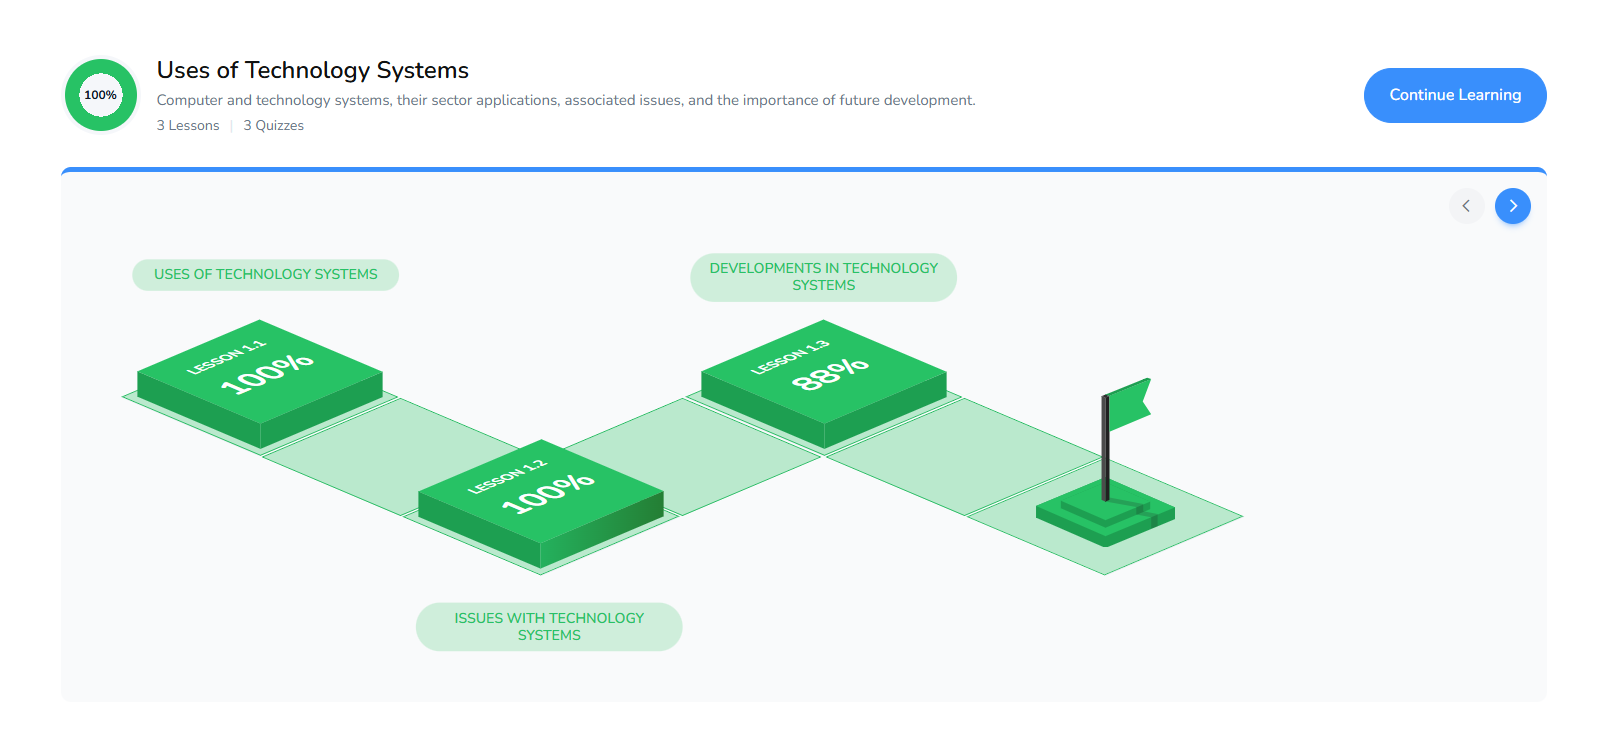 100%
Uses of Technology Systems
Computer and technology systems, their sector applications, associated issues, and the importance of future development.
3 Lessons | 3 Quizzes
Continue Learning
USES OF TECHNOLOGY SYSTEMS
DEVELOPMENTS IN TECHNOLOGY
SYSTEMS
LESSON 1.1
100%
LESSON 1.3
88%
LESSON 1.2
100%
ISSUES WITH TECHNOLOGY
SYSTEMS